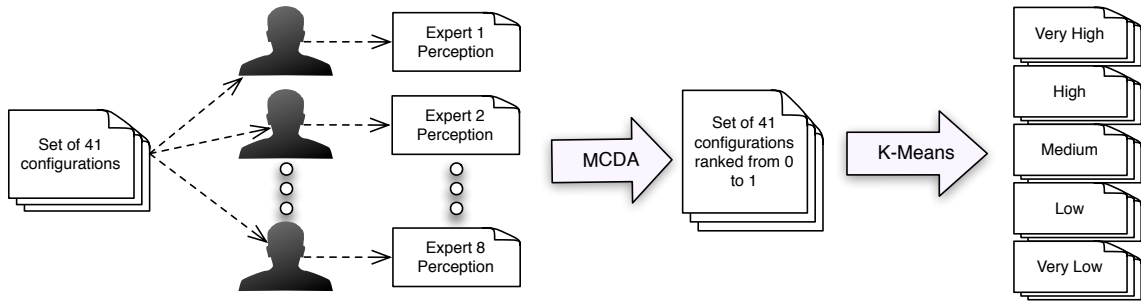 Set of 41
configurations
Expert 1
Perception
Expert 2
Perception
Expert 8
Perception
MCDA
Set of 41
configurations
ranked from 0
to 1
K-Means
Very High
High
Medium
Low
Very Low